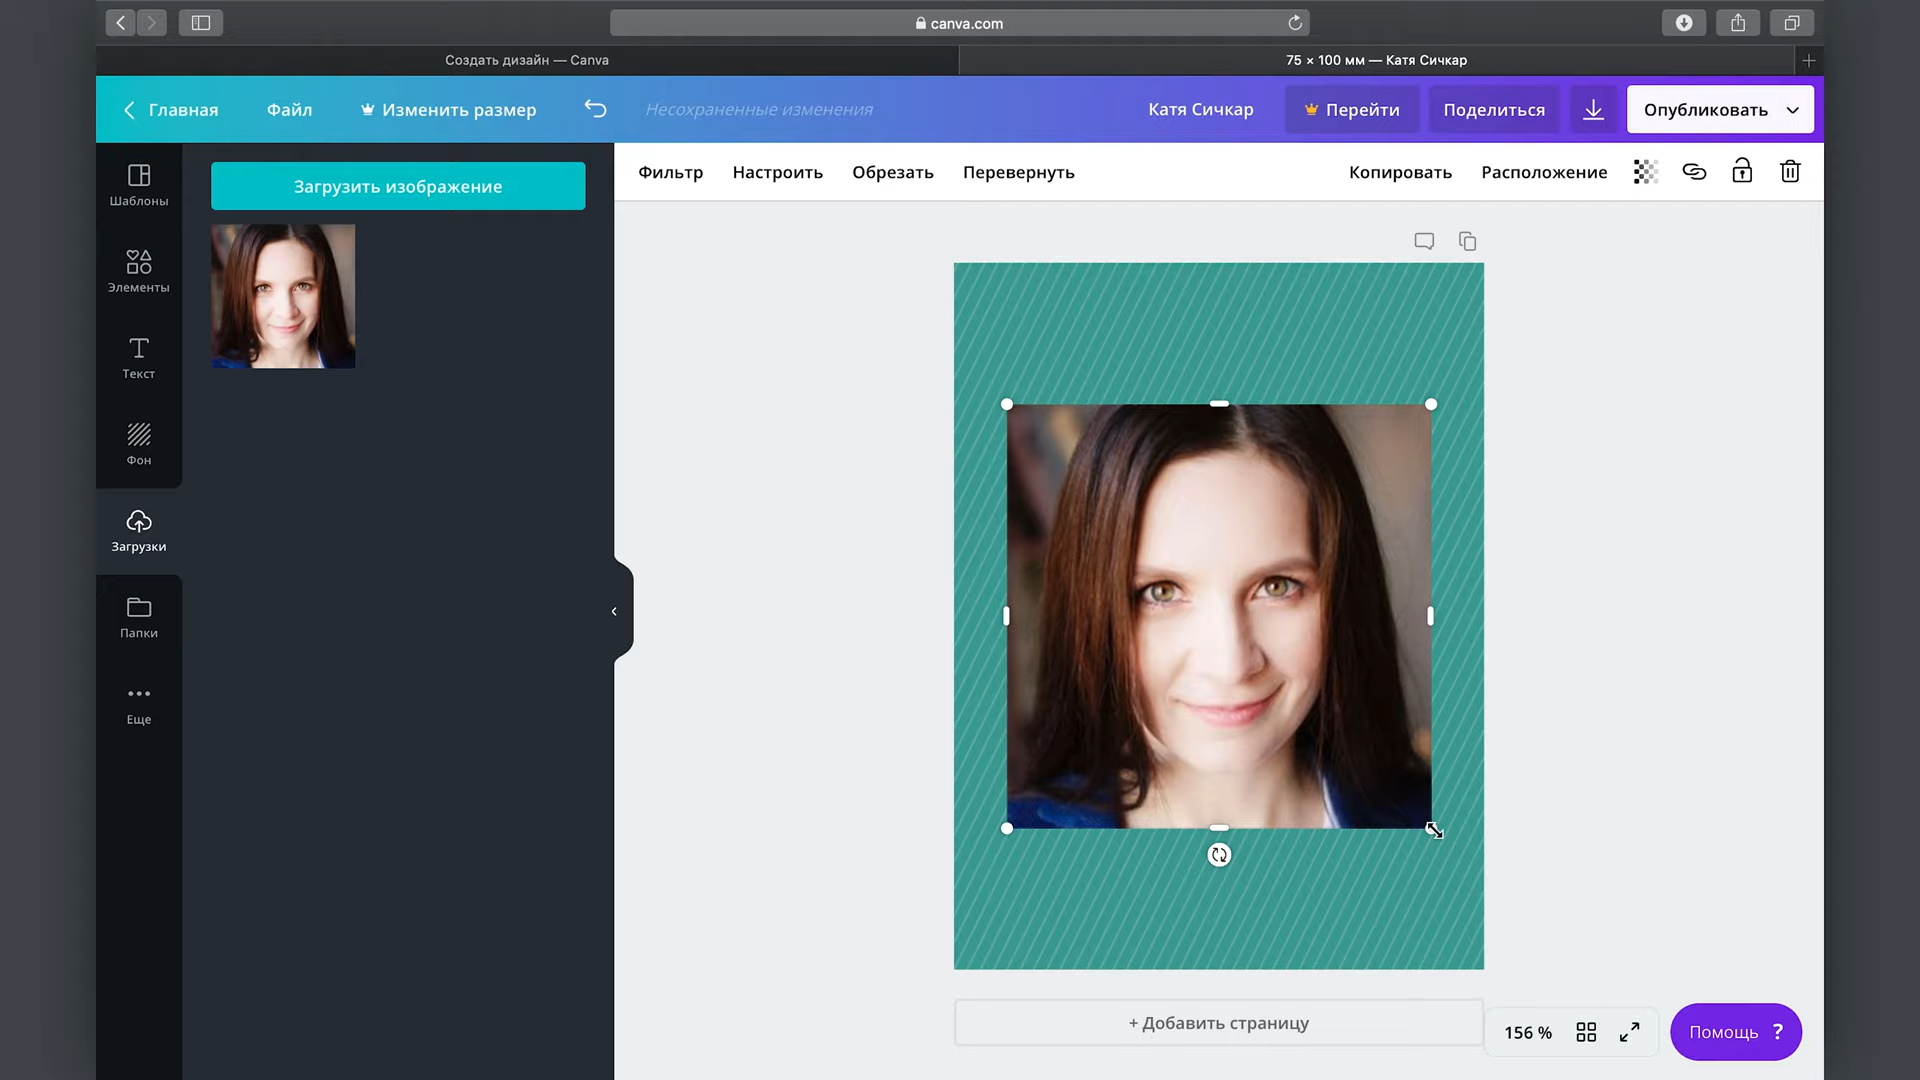 canva.com
Создать дизайн — Canva
75 × 100 мм — Катя Сичкар
Главная
Файл
Изменить размер
Несохраненные изменения
Катя Сичкар
Перейти
Поделиться
Опубликовать
Загрузить изображение
Фильтр
Настроить
Обрезать
Перевернуть
Копировать
Расположение
Шаблоны
Элементы
Текст
Фон
Загрузки
Папки
Еще
+ Добавить страницу
156 %
Помощь ?